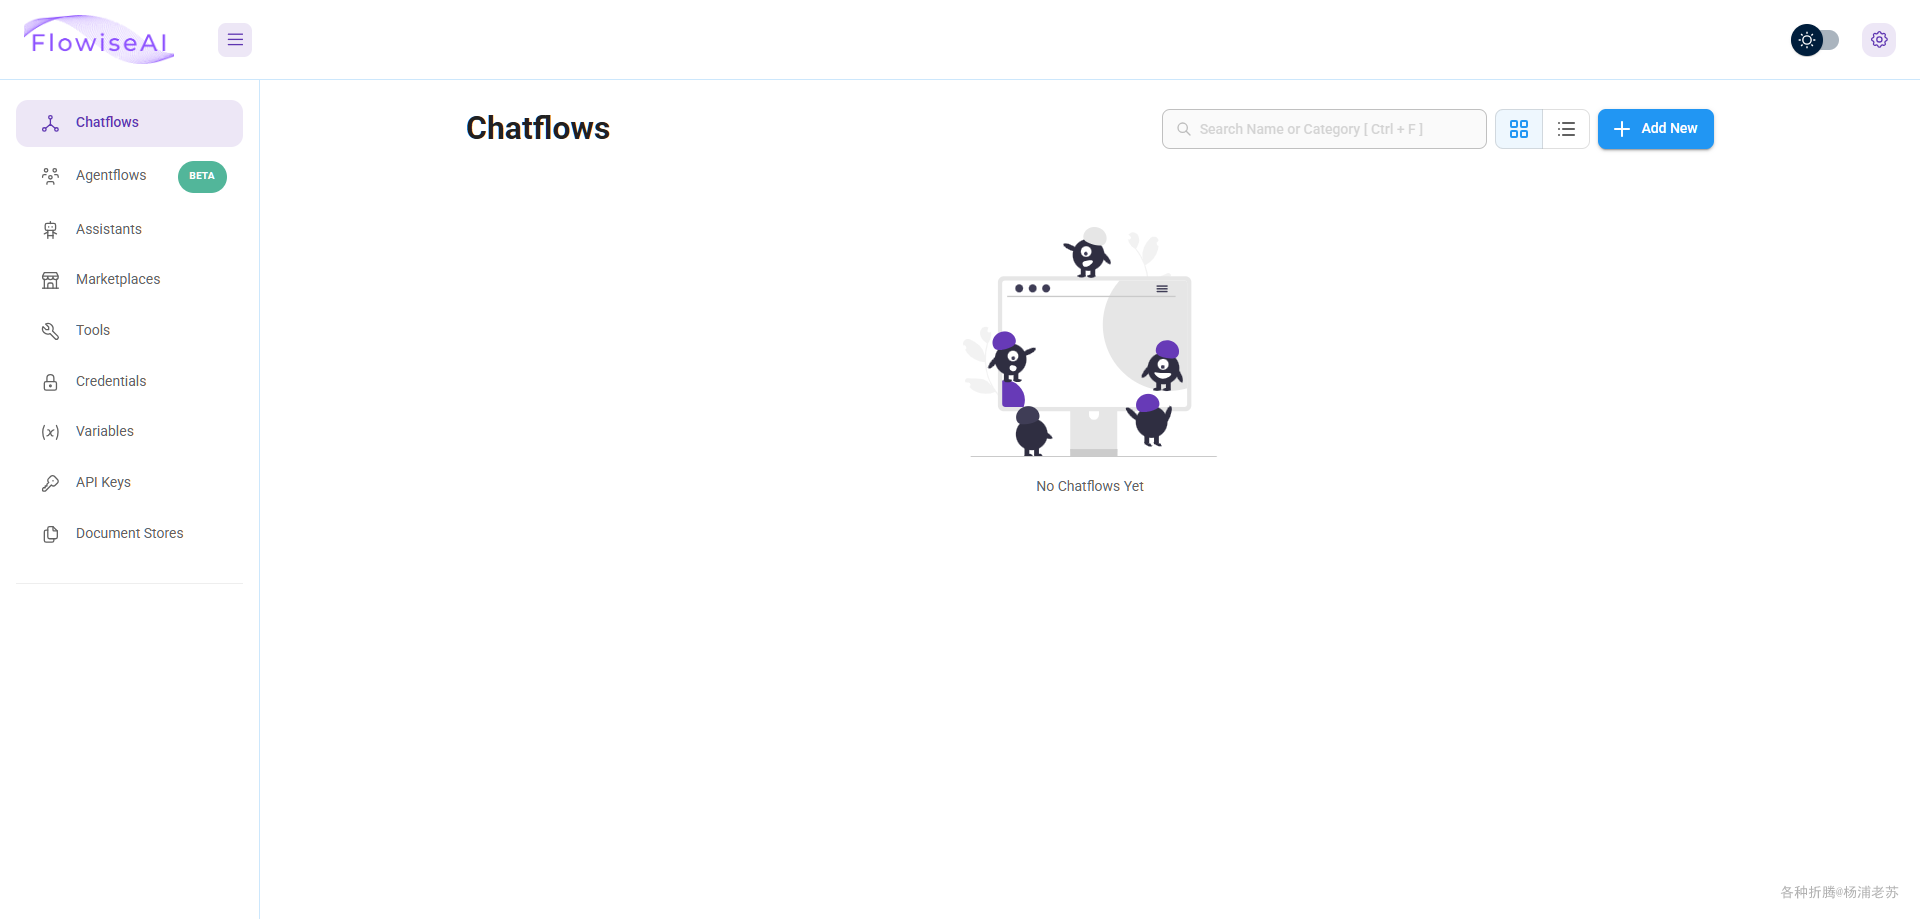 FlowiseAI
Chatflows
Agentflows BETA
Assistants
Marketplaces
Tools
Credentials
Variables
API Keys
Document Stores
Chatflows
Search Name or Category [ Ctrl + F ]
Add New
No Chatflows Yet
各种折腾@杨浦老苏